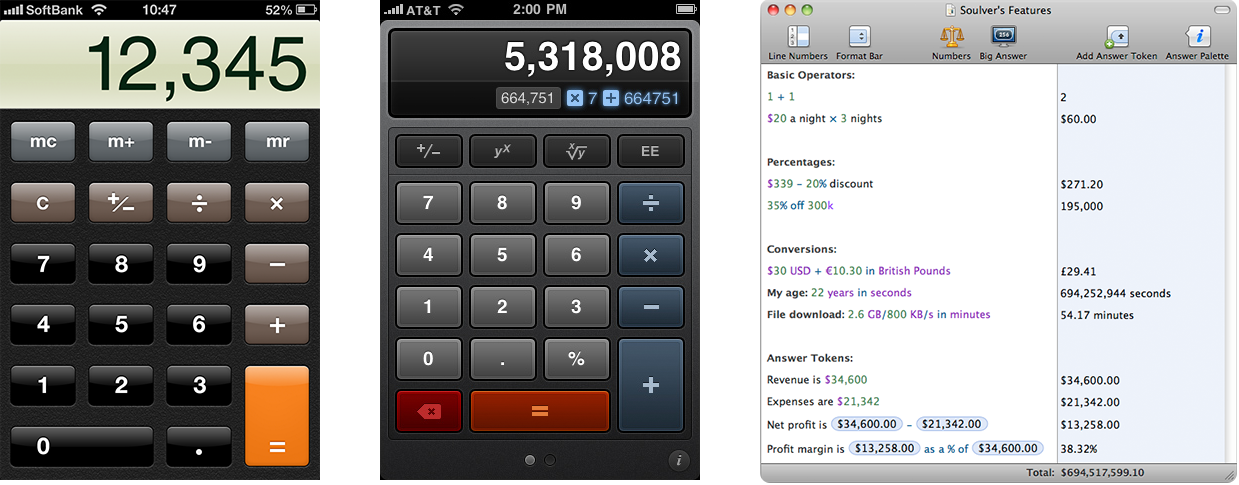 SoftBank 10:47 52%
12,345
mc m+ m- mr
C +/− ÷ ×
7 8 9 −
4 5 6 +
1 2 3
0 . =
AT&T 2:00 PM
5,318,008
664,751 × 7 + 664751
+/− yˣ ˣ√y EE
7 8 9 ÷
4 5 6 ×
1 2 3 −
0 . % +
=
i
Soulver's Features
1
2
3
256
i
Line Numbers Format Bar Numbers Big Answer Add Answer Token Answer Palette
Basic Operators:
1 + 1 2
$20 a night × 3 nights $60.00
Percentages:
$339 – 20% discount $271.20
35% off 300k 195,000
Conversions:
$30 USD + €10.30 in British Pounds £29.41
My age: 22 years in seconds 694,252,944 seconds
File download: 2.6 GB/800 KB/s in minutes 54.17 minutes
Answer Tokens:
Revenue is $34,600 $34,600.00
Expenses are $21,342 $21,342.00
Net profit is $34,600.00 – $21,342.00 $13,258.00
Profit margin is $13,258.00 as a % of $34,600.00 38.32%
Total: $694,517,599.10